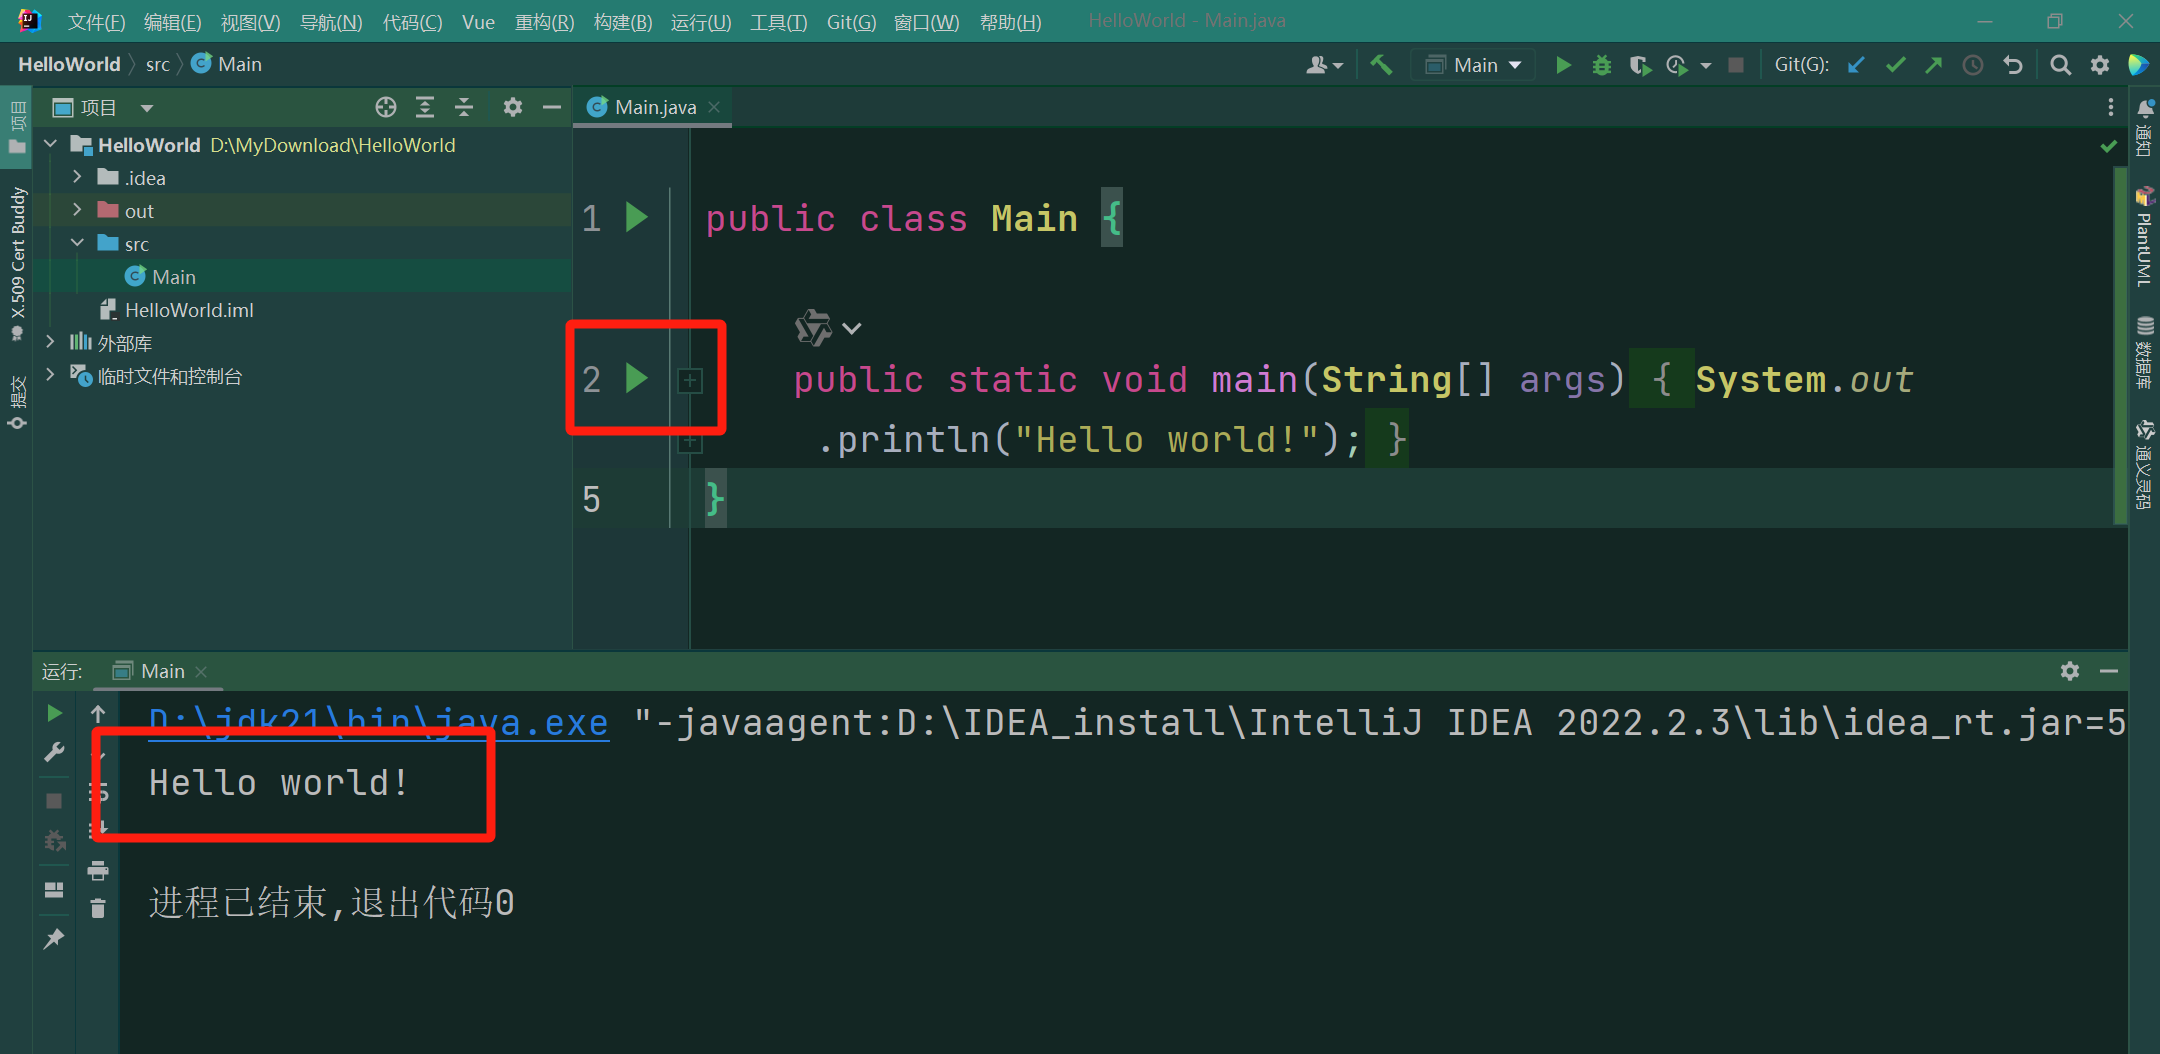 文件(F) 编辑(E) 视图(V) 导航(N) 代码(C) Vue 重构(R) 构建(B) 运行(U) 工具(T) Git(G) 窗口(W) 帮助(H) HelloWorld - Main.java
HelloWorld src Main
Main Git(G):
项目
Main.java
项目
X.509 Cert Buddy
提交
HelloWorld D:\MyDownload\HelloWorld
.idea
out
src
Main
HelloWorld.iml
外部库
临时文件和控制台
1 public class Main {
2 public static void main(String[] args) { System.out
.println("Hello world!"); }
5 }
通知
PlantUML
数据库
通义灵码
运行: Main
D:\jdk21\bin\java.exe "-javaagent:D:\IDEA_install\IntelliJ IDEA 2022.2.3\lib\idea_rt.jar=5
Hello world!
进程已结束,退出代码0